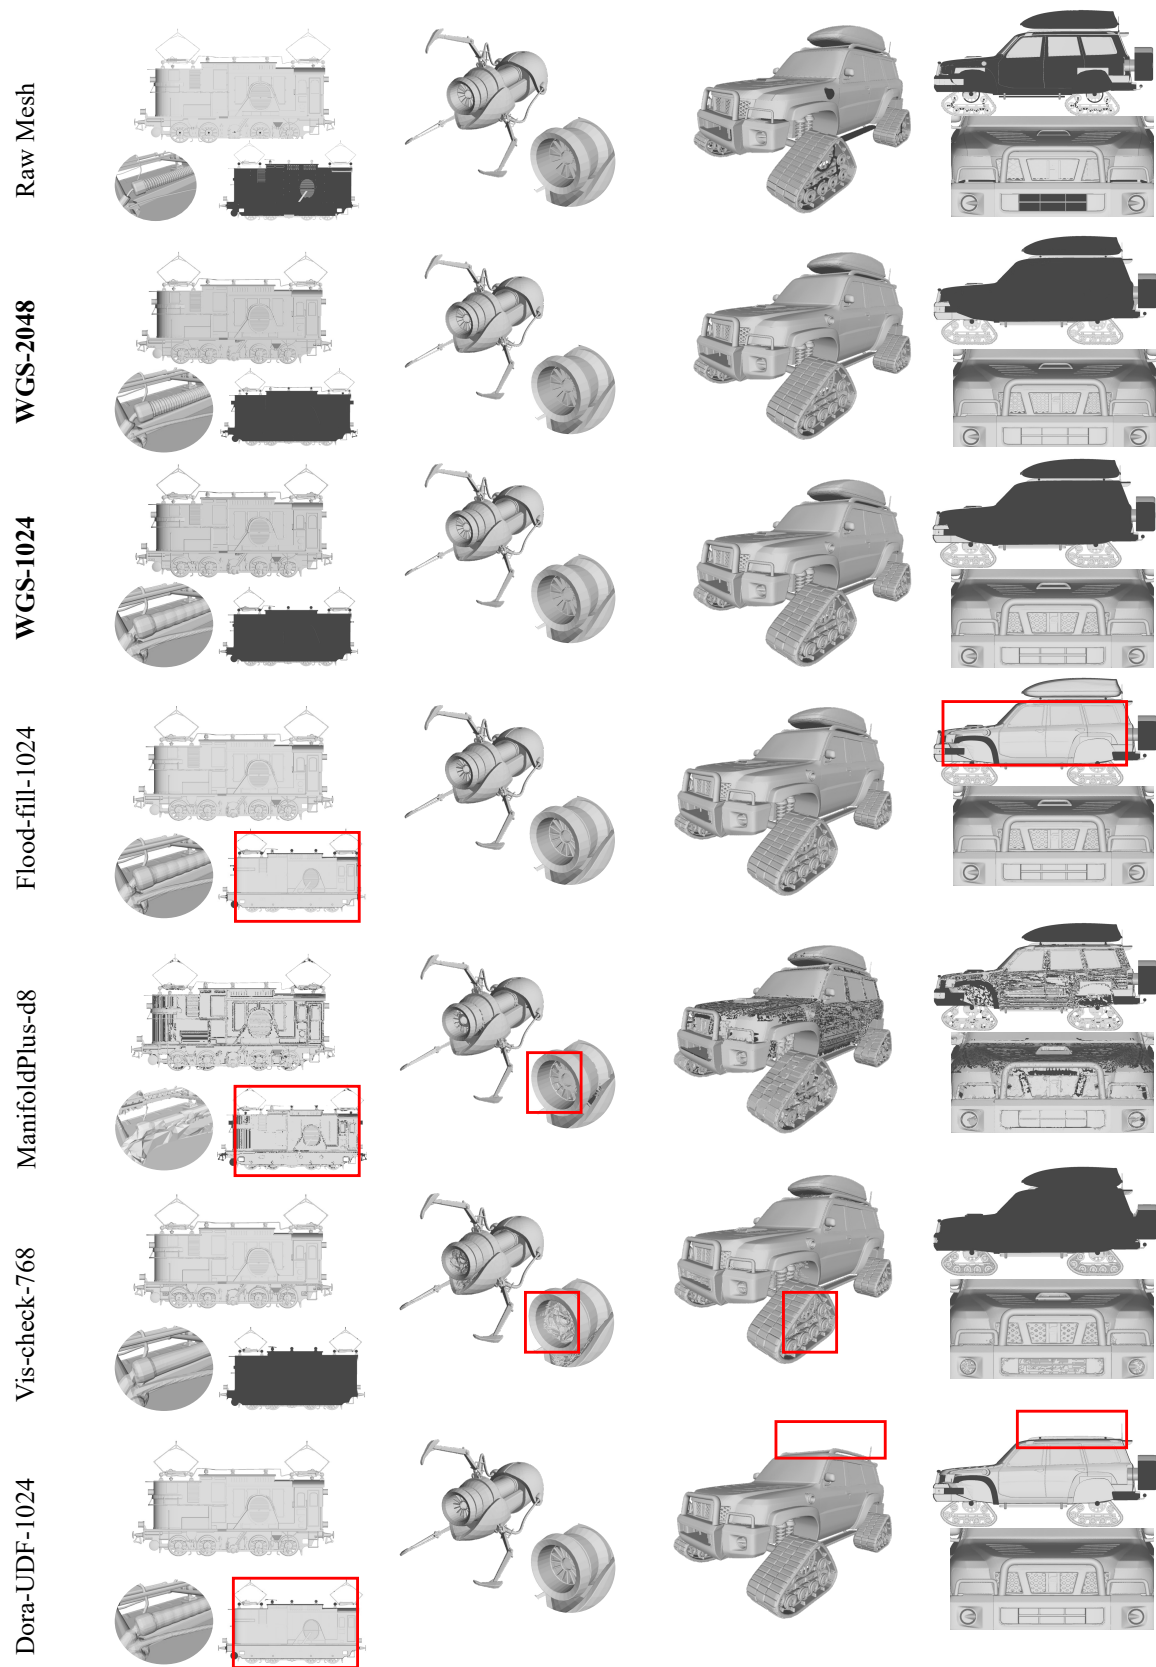 Raw Mesh
WGS-2048
WGS-1024
Flood-fill-1024
ManifoldPlus-d8
Vis-check-768
Dora-UDF-1024